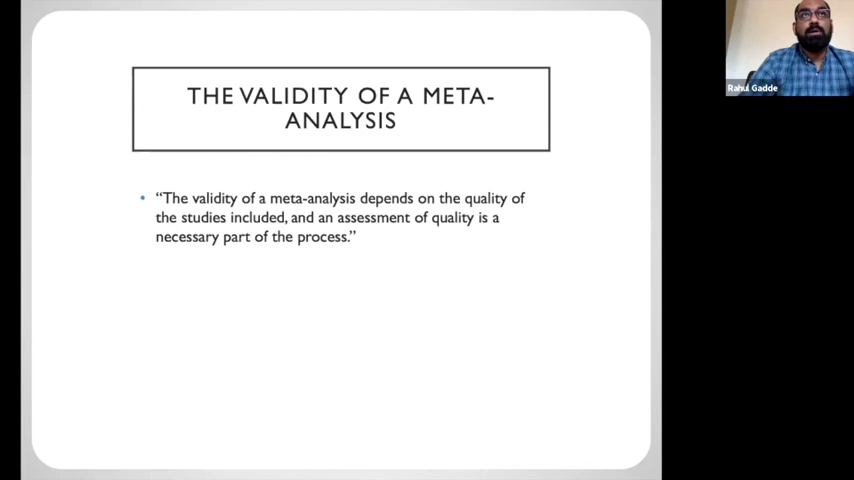 THE VALIDITY OF A META-
ANALYSIS
• “The validity of a meta-analysis depends on the quality of
the studies included, and an assessment of quality is a
necessary part of the process.”
Rahul Gadde